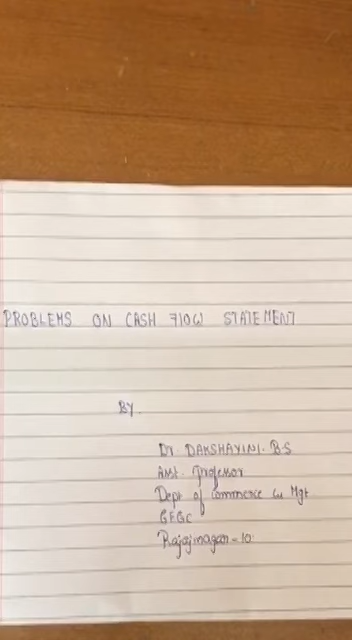 PROBLEMS ON CASH FLOW STATEMENT
BY.
Dr. DAKSHAYINI. B.S
Asst. Professor
Dept of Commerce & Mgt
GFGC
Rajajinagar-10